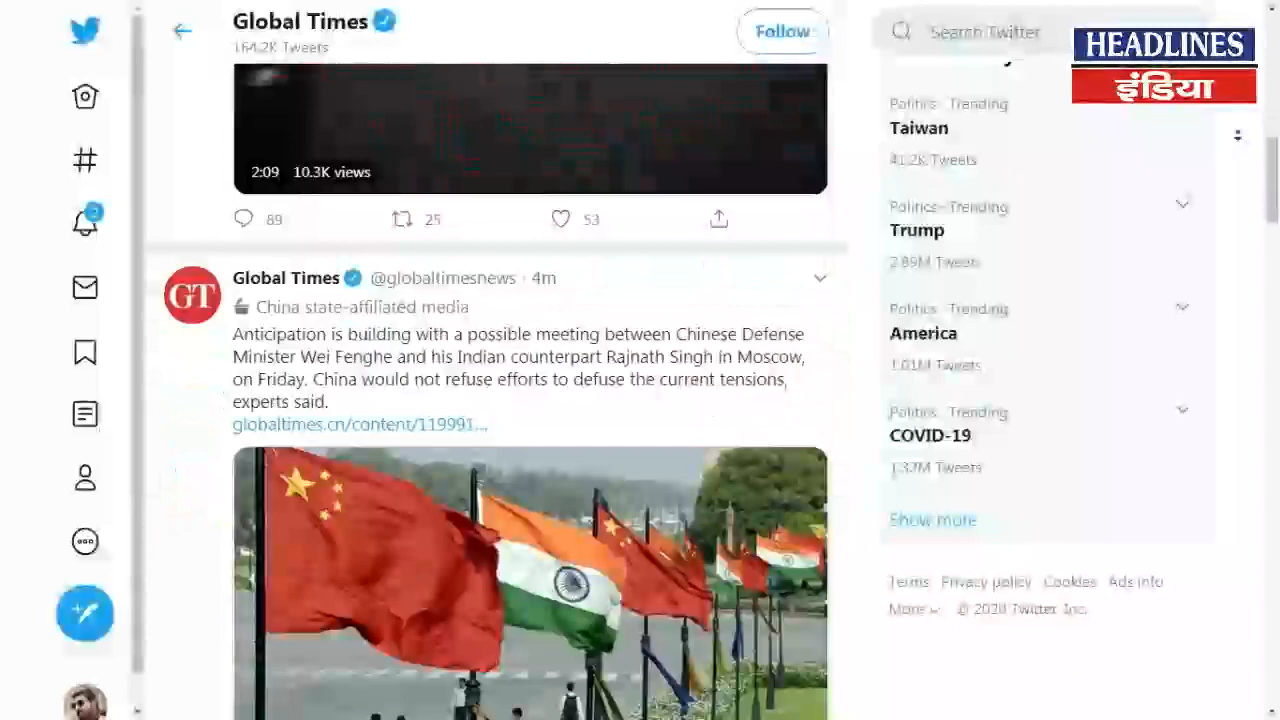 Global Times
164.2K Tweets
Follow
Search Twitter
HEADLINES
इंडिया
2:09 10.3K views
89
25
53
2
GT
Global Times @globaltimesnews · 4m
China state-affiliated media
Anticipation is building with a possible meeting between Chinese Defense
Minister Wei Fenghe and his Indian counterpart Rajnath Singh in Moscow,
on Friday. China would not refuse efforts to defuse the current tensions,
experts said.
globaltimes.cn/content/119991...
Politics · Trending
Taiwan
41.2K Tweets
Politics · Trending
Trump
2.89M Tweets
Politics · Trending
America
1.01M Tweets
Politics · Trending
COVID-19
1.32M Tweets
Show more
Terms Privacy policy Cookies Ads info
More © 2020 Twitter, Inc.